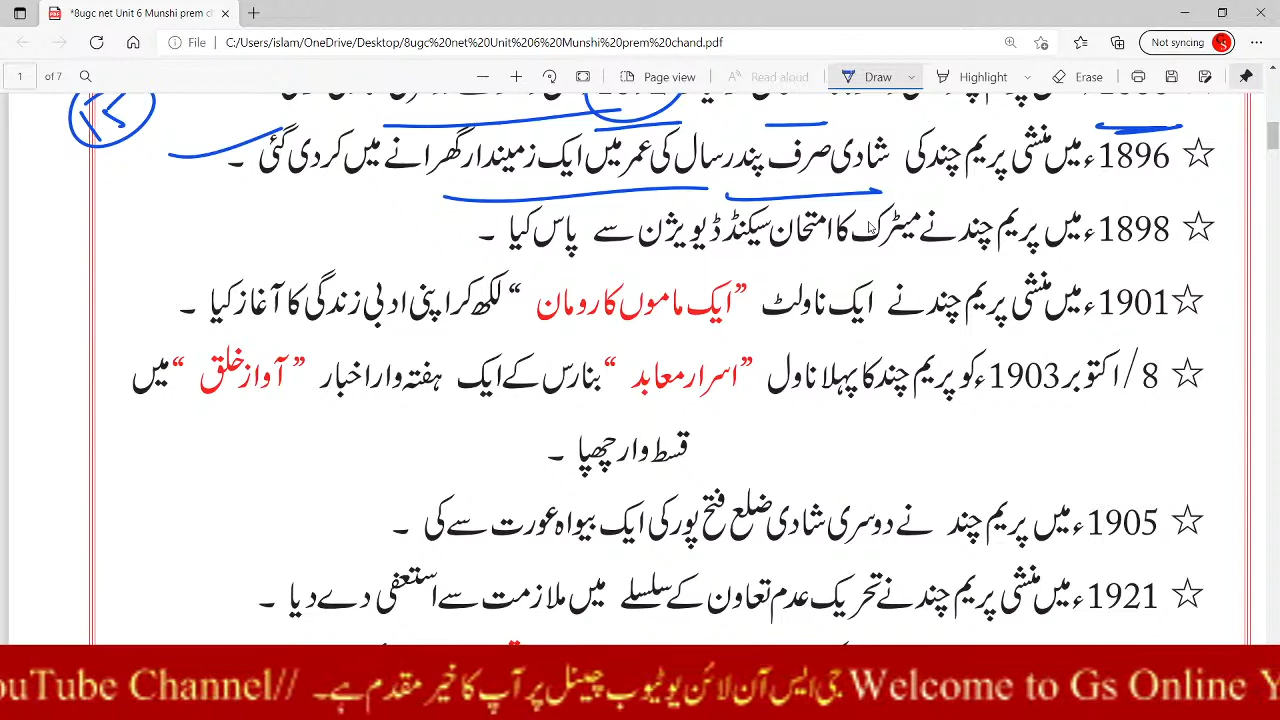 *8ugc net Unit 6 Munshi prem ch
File C:/Users/islam/OneDrive/Desktop/8ugc%20net%20Unit%206%20Munshi%20prem%20chand.pdf
Not syncing
1 of 7 Page view Read aloud Draw Highlight Erase
15
☆ 1896ء میں منشی پریم چند کی شادی صرف پندر سال کی عمر میں ایک زمیندار گھرانے میں کر دی گئی ۔
☆ 1898ء میں پریم چند نے میٹرک کا امتحان سیکنڈ ڈیویژن سے پاس کیا ۔
☆ 1901ء میں منشی پریم چند نے ایک ناولٹ ”ایک ماموں کا رومان “ لکھ کر اپنی ادبی زندگی کا آغاز کیا ۔
☆ 8/اکتوبر 1903ء کو پریم چند کا پہلا ناول ”اسرار معابد “ بنارس کے ایک ہفتہ وار اخبار ” آواز خلق “ میں
قسط وار چھپا ۔
☆ 1905ء میں پریم چند نے دوسری شادی ضلع فتح پور کی ایک بیواہ عورت سے کی ۔
☆ 1921ء میں منشی پریم چند نے تحریک عدم تعاون کے سلسلے میں ملازمت سے استعفی دے دیا ۔
ouTube Channel// جی ایس آن لائن یوٹیوب چینل پر آپ کا خیر مقدم ہے۔ Welcome to Gs Online Y